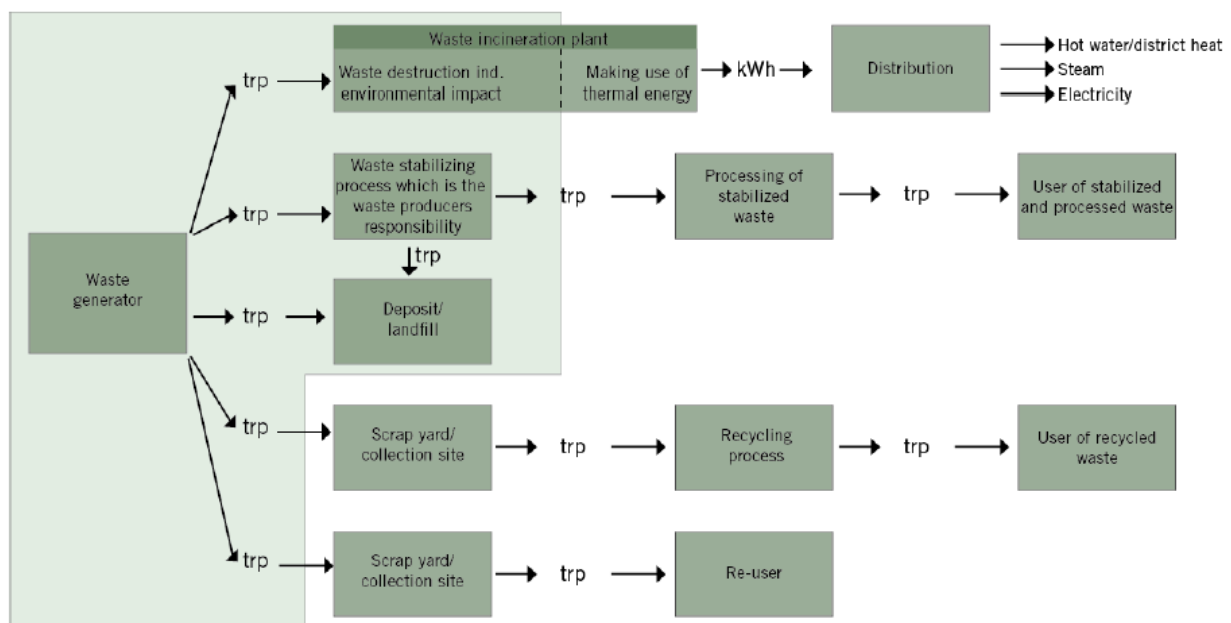 Waste incineration plant
trp
Waste destruction ind.
environmental impact
Making use of
thermal energy
kWh
Distribution
Hot water/district heat
Steam
Electricity
trp
Waste stabilizing
process which is the
waste producers
responsibility
trp
Processing of
stabilized
waste
trp
User of stabilized
and processed waste
trp
Waste
generator
trp
Deposit/
landfill
trp
Scrap yard/
collection site
trp
Recycling
process
trp
User of recycled
waste
trp
Scrap yard/
collection site
trp
Re-user